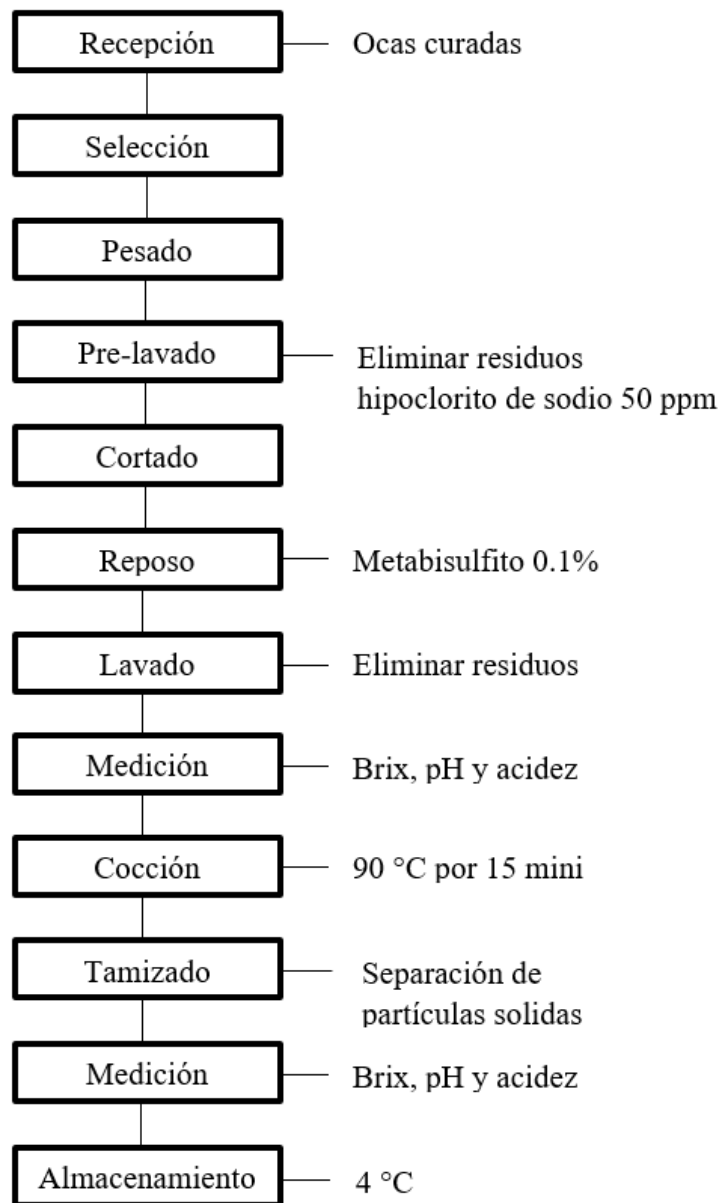 Recepción
Ocas curadas
Selección
Pesado
Pre-lavado
Eliminar residuos
hipoclorito de sodio 50 ppm
Cortado
Reposo
Metabisulfito 0.1%
Lavado
Eliminar residuos
Medición
Brix, pH y acidez
Cocción
90 °C por 15 mini
Tamizado
Separación de
partículas solidas
Medición
Brix, pH y acidez
Almacenamiento
4 °C